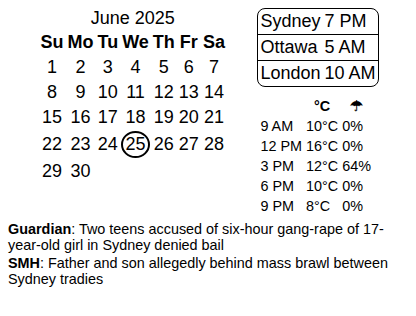 June 2025
Su Mo Tu We Th Fr Sa
1 2 3 4 5 6 7
8 9 10 11 12 13 14
15 16 17 18 19 20 21
22 23 24 25 26 27 28
29 30
Sydney 7 PM
Ottawa 5 AM
London 10 AM
°C ☂
9 AM 10°C 0%
12 PM 16°C 0%
3 PM 12°C 64%
6 PM 10°C 0%
9 PM 8°C 0%
Guardian: Two teens accused of six-hour gang-rape of 17-
year-old girl in Sydney denied bail
SMH: Father and son allegedly behind mass brawl between
Sydney tradies